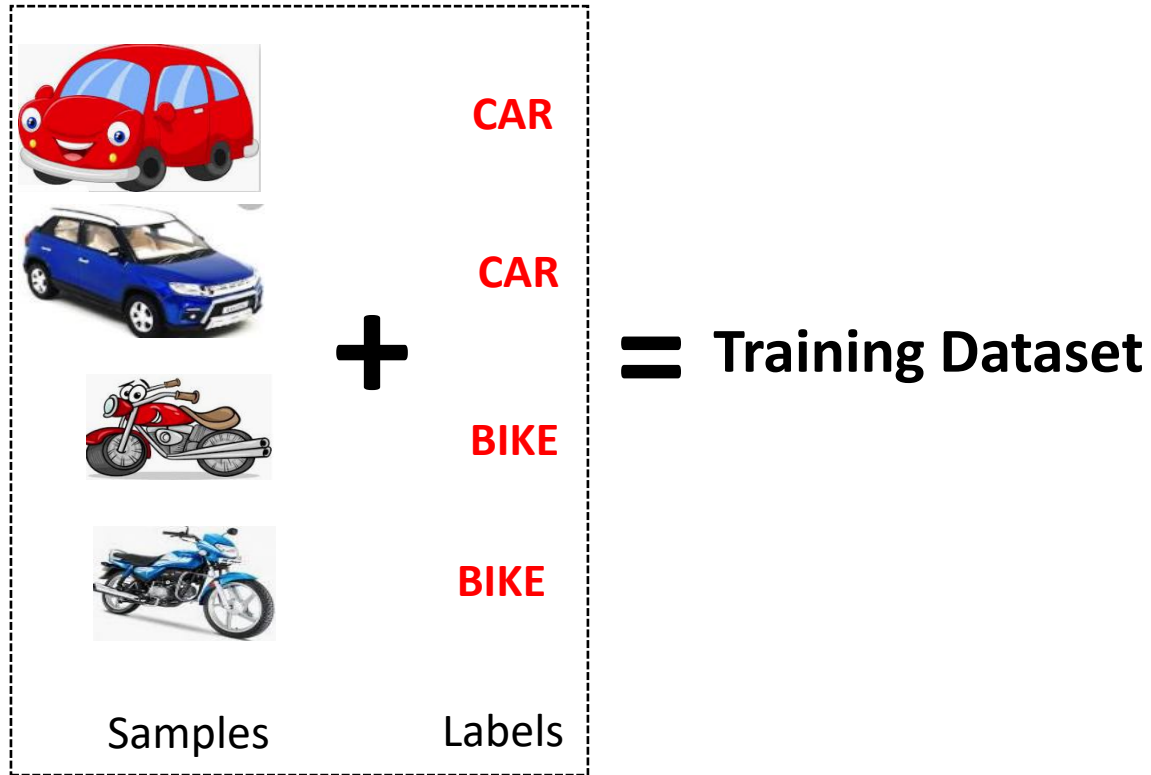 CAR
CAR
+
= Training Dataset
BIKE
BIKE
Samples
Labels